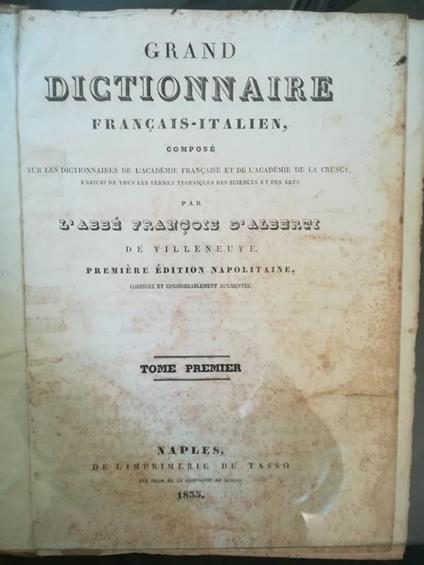 GRAND
DICTIONNAIRE
FRANÇAIS-ITALIEN,
COMPOSÉ
SUR LES DICTIONNAIRES DE L'ACADÉMIE FRANÇAISE ET DE L'ACADÉMIE DE LA CRUSCA,
ENRICHI DE TOUS LES TERMES TECHNIQUES DES SCIENCES ET DES ARTS
PAR
L'ABBÉ FRANÇOIS D'ALBERTI
DE VILLENEUVE.
PREMIÈRE ÉDITION NAPOLITAINE,
CORRIGÉE ET CONSIDÉRABLEMENT AUGMENTÉE.
TOME PREMIER
NAPLES,
DE L'IMPRIMERIE DU TASSO
DE LA